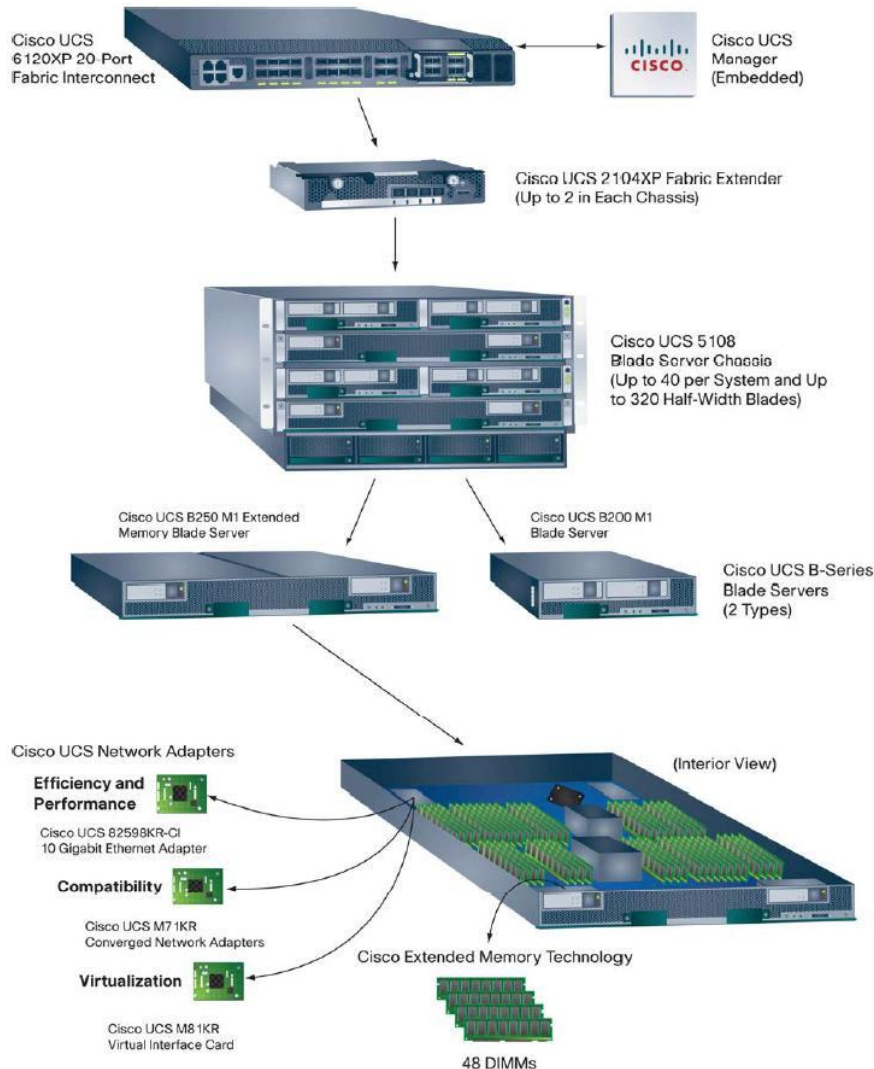 Cisco UCS
6120XP 20-Port
Fabric Interconnect
CISCO
Cisco UCS
Manager
(Embedded)
Cisco UCS 2104XP Fabric Extender
(Up to 2 in Each Chassis)
Cisco UCS 5108
Blade Server Chassis
(Up to 40 per System and Up
to 320 Half-Width Blades)
Cisco UCS B250 M1 Extended
Memory Blade Server
Cisco UCS B200 M1
Blade Server
Cisco UCS B-Series
Blade Servers
(2 Types)
Cisco UCS Network Adapters
(Interior View)
Efficiency and
Performance
Cisco UCS 82598KR-CI
10 Gigabit Ethernet Adapter
Compatibility
Cisco UCS M71KR
Converged Network Adapters
Virtualization
Cisco UCS M81KR
Virtual Interface Card
Cisco Extended Memory Technology
48 DIMMs